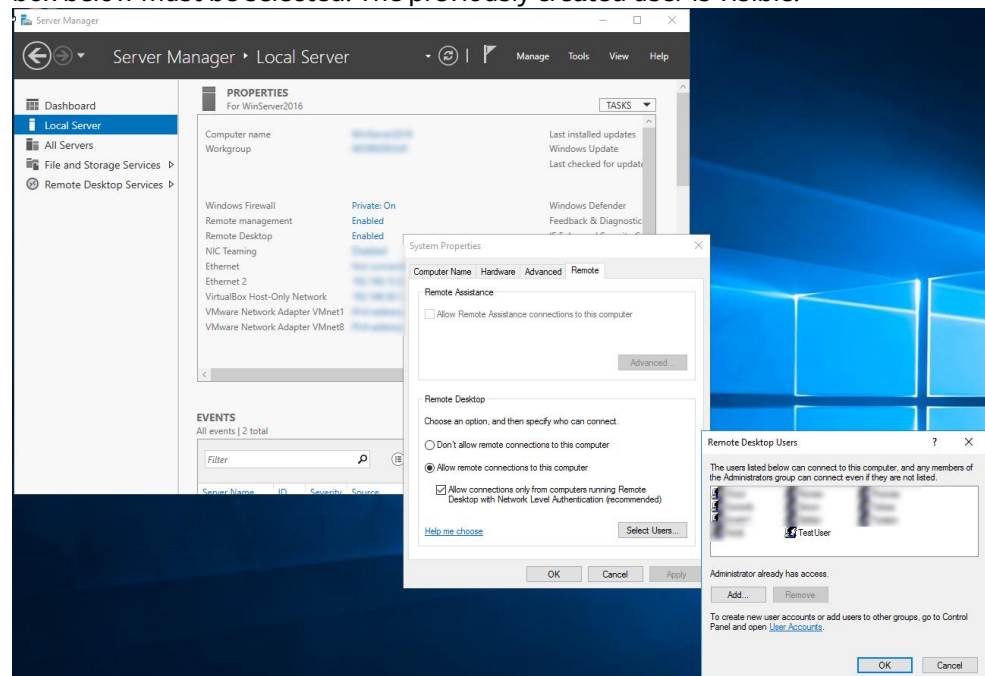 box below must be selected. The previously created user is visible.
Server Manager
Server Manager • Local Server
Manage Tools View Help
Dashboard
Local Server
All Servers
File and Storage Services
Remote Desktop Services
PROPERTIES
For WinServer2016
TASKS
Computer name
Last installed updates
Workgroup
Windows Update
Last checked for update
Windows Firewall
Private: On
Windows Defender
Remote management
Enabled
Feedback & Diagnostic
Remote Desktop
Enabled
NIC Teaming
Ethernet
Ethernet 2
VirtualBox Host-Only Network
VMware Network Adapter VMnet1
VMware Network Adapter VMnet8
EVENTS
All events | 2 total
Filter
Server Name ID Severity Source
System Properties
Computer Name Hardware Advanced Remote
Remote Assistance
Allow Remote Assistance connections to this computer
Advanced...
Remote Desktop
Choose an option, and then specify who can connect.
Don't allow remote connections to this computer
Allow remote connections to this computer
Allow connections only from computers running Remote
Desktop with Network Level Authentication (recommended)
Help me choose
Select Users...
OK Cancel Apply
Remote Desktop Users
The users listed below can connect to this computer, and any members of
the Administrators group can connect even if they are not listed.
TestUser
Administrator already has access.
Add... Remove
To create new user accounts or add users to other groups, go to Control
Panel and open User Accounts.
OK Cancel